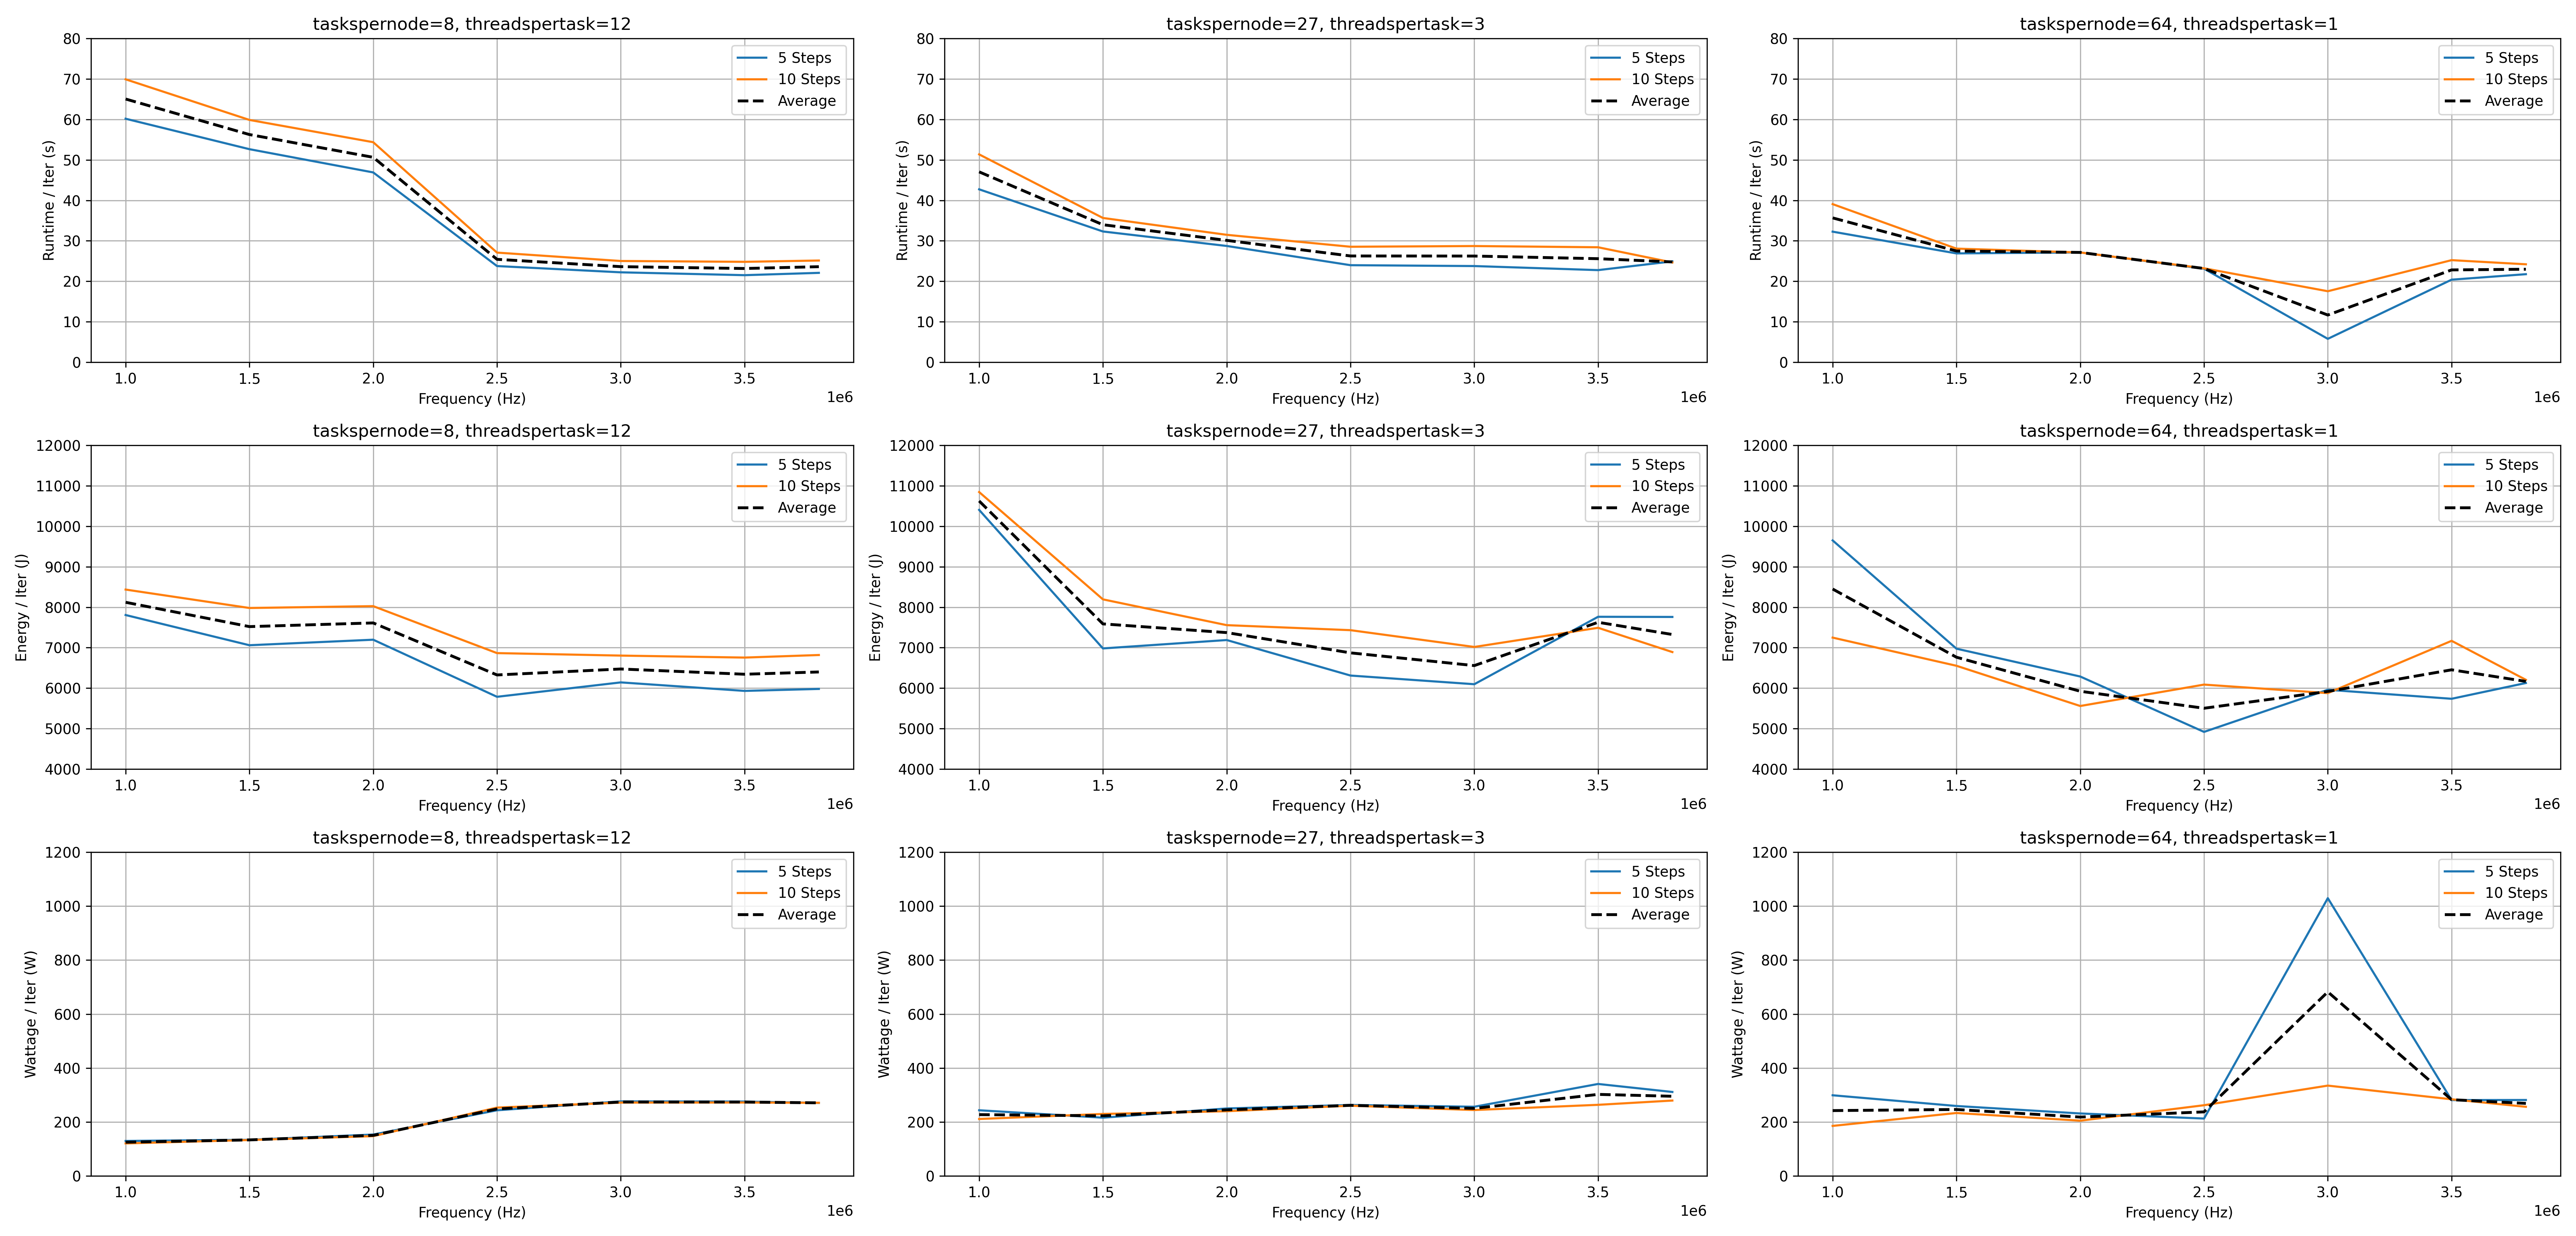 taskspernode=8, threadspertask=12
80
70
60
50
40
30
20
10
0
Runtime / Iter (s)
5 Steps
10 Steps
Average
1.0 1.5 2.0 2.5 3.0 3.5
1e6
Frequency (Hz)
taskspernode=27, threadspertask=3
80
70
60
50
40
30
20
10
0
Runtime / Iter (s)
5 Steps
10 Steps
Average
1.0 1.5 2.0 2.5 3.0 3.5
1e6
Frequency (Hz)
taskspernode=64, threadspertask=1
80
70
60
50
40
30
20
10
0
Runtime / Iter (s)
5 Steps
10 Steps
Average
1.0 1.5 2.0 2.5 3.0 3.5
1e6
Frequency (Hz)
taskspernode=8, threadspertask=12
12000
11000
10000
9000
8000
7000
6000
5000
4000
Energy / Iter (J)
5 Steps
10 Steps
Average
1.0 1.5 2.0 2.5 3.0 3.5
1e6
Frequency (Hz)
taskspernode=27, threadspertask=3
12000
11000
10000
9000
8000
7000
6000
5000
4000
Energy / Iter (J)
5 Steps
10 Steps
Average
1.0 1.5 2.0 2.5 3.0 3.5
1e6
Frequency (Hz)
taskspernode=64, threadspertask=1
12000
11000
10000
9000
8000
7000
6000
5000
4000
Energy / Iter (J)
5 Steps
10 Steps
Average
1.0 1.5 2.0 2.5 3.0 3.5
1e6
Frequency (Hz)
taskspernode=8, threadspertask=12
1200
1000
800
600
400
200
0
Wattage / Iter (W)
5 Steps
10 Steps
Average
1.0 1.5 2.0 2.5 3.0 3.5
1e6
Frequency (Hz)
taskspernode=27, threadspertask=3
1200
1000
800
600
400
200
0
Wattage / Iter (W)
5 Steps
10 Steps
Average
1.0 1.5 2.0 2.5 3.0 3.5
1e6
Frequency (Hz)
taskspernode=64, threadspertask=1
1200
1000
800
600
400
200
0
Wattage / Iter (W)
5 Steps
10 Steps
Average
1.0 1.5 2.0 2.5 3.0 3.5
1e6
Frequency (Hz)